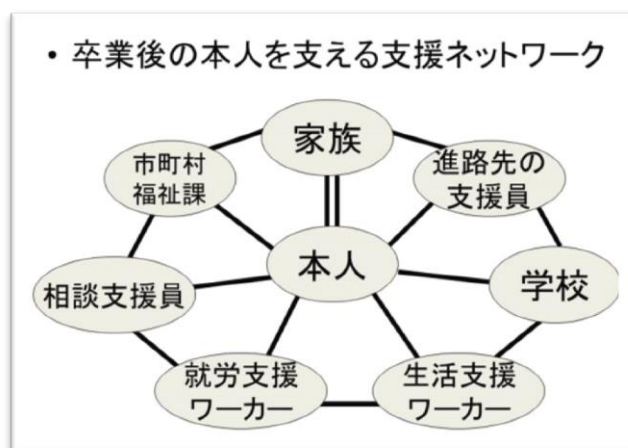 • 卒業後の本人を支える支援ネットワーク
家族
市町村
福祉課
進路先の
支援員
本人
相談支援員
学校
就労支援
ワーカー
生活支援
ワーカー